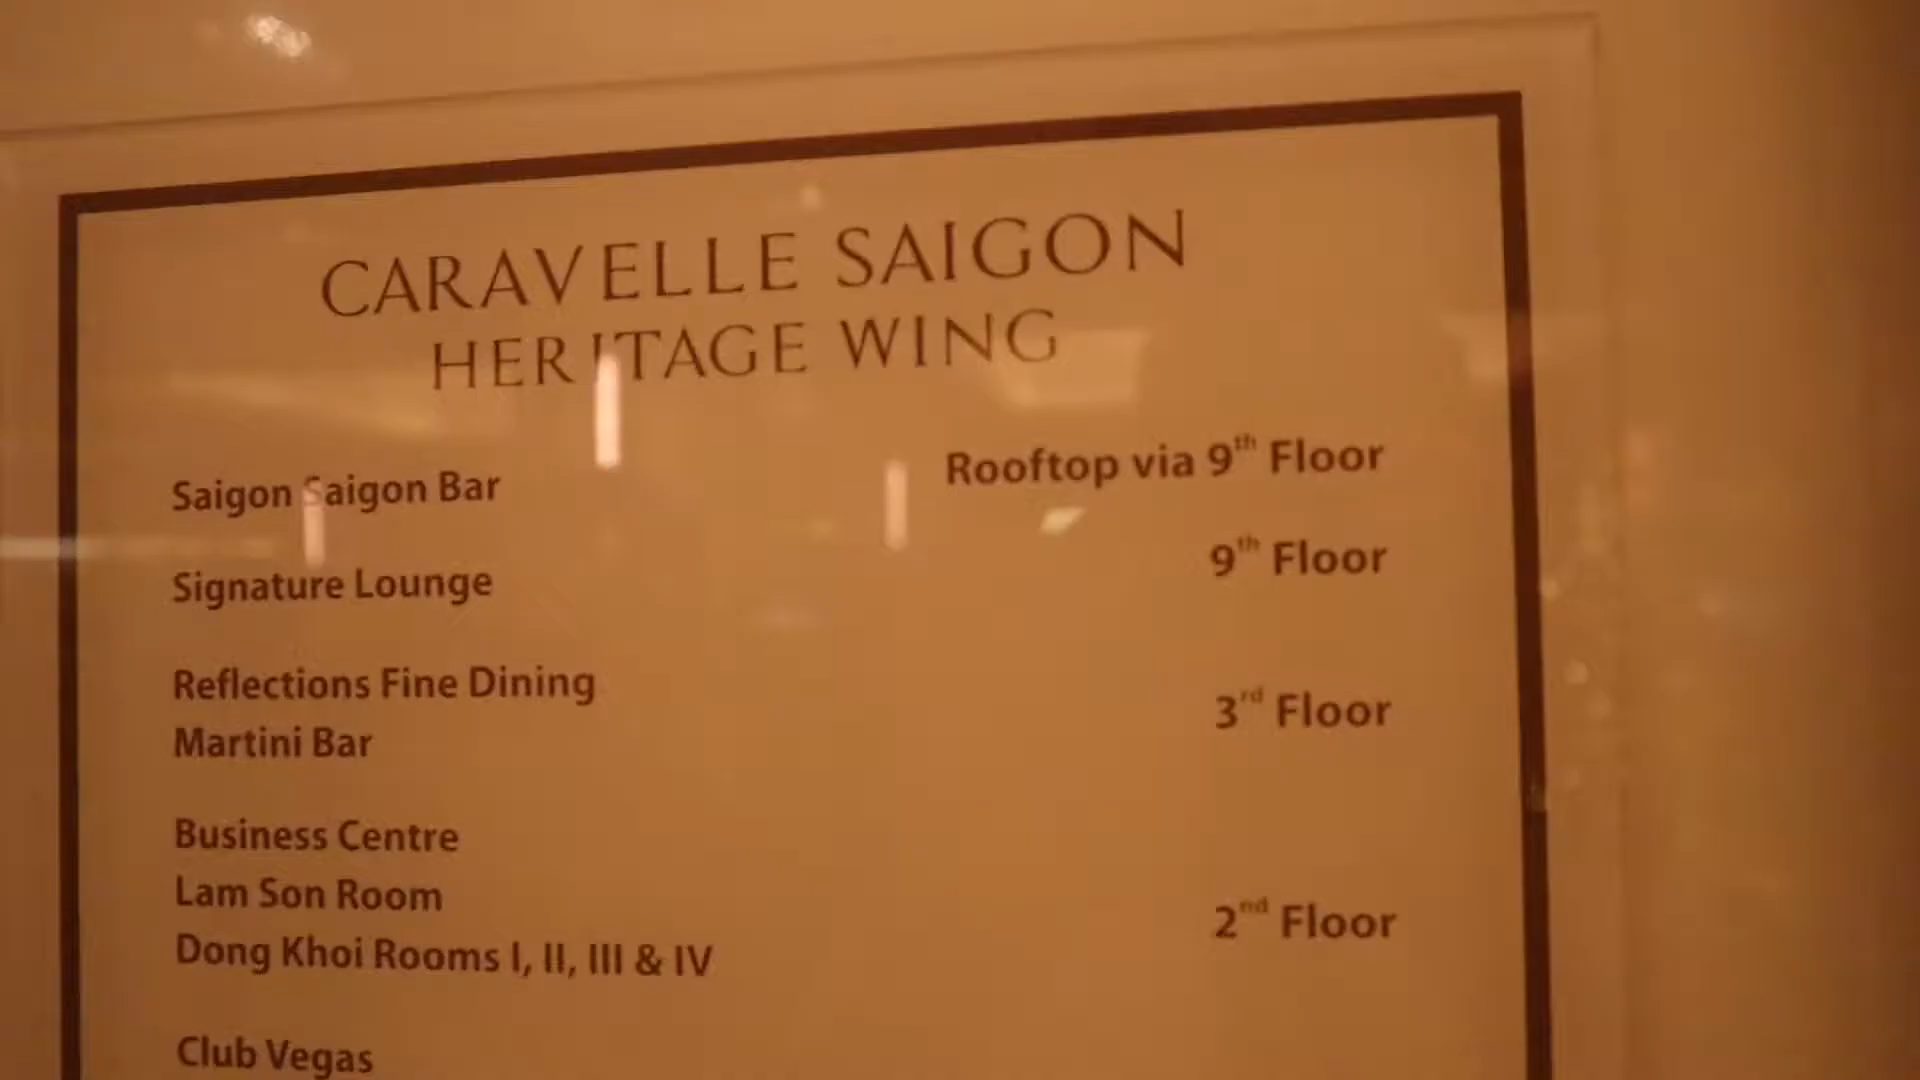 CARAVELLE SAIGON
HERITAGE WING
Saigon Saigon Bar Rooftop via 9th Floor
Signature Lounge 9th Floor
Reflections Fine Dining
Martini Bar 3rd Floor
Business Centre
Lam Son Room 2nd Floor
Dong Khoi Rooms I, II, III & IV
Club Vegas